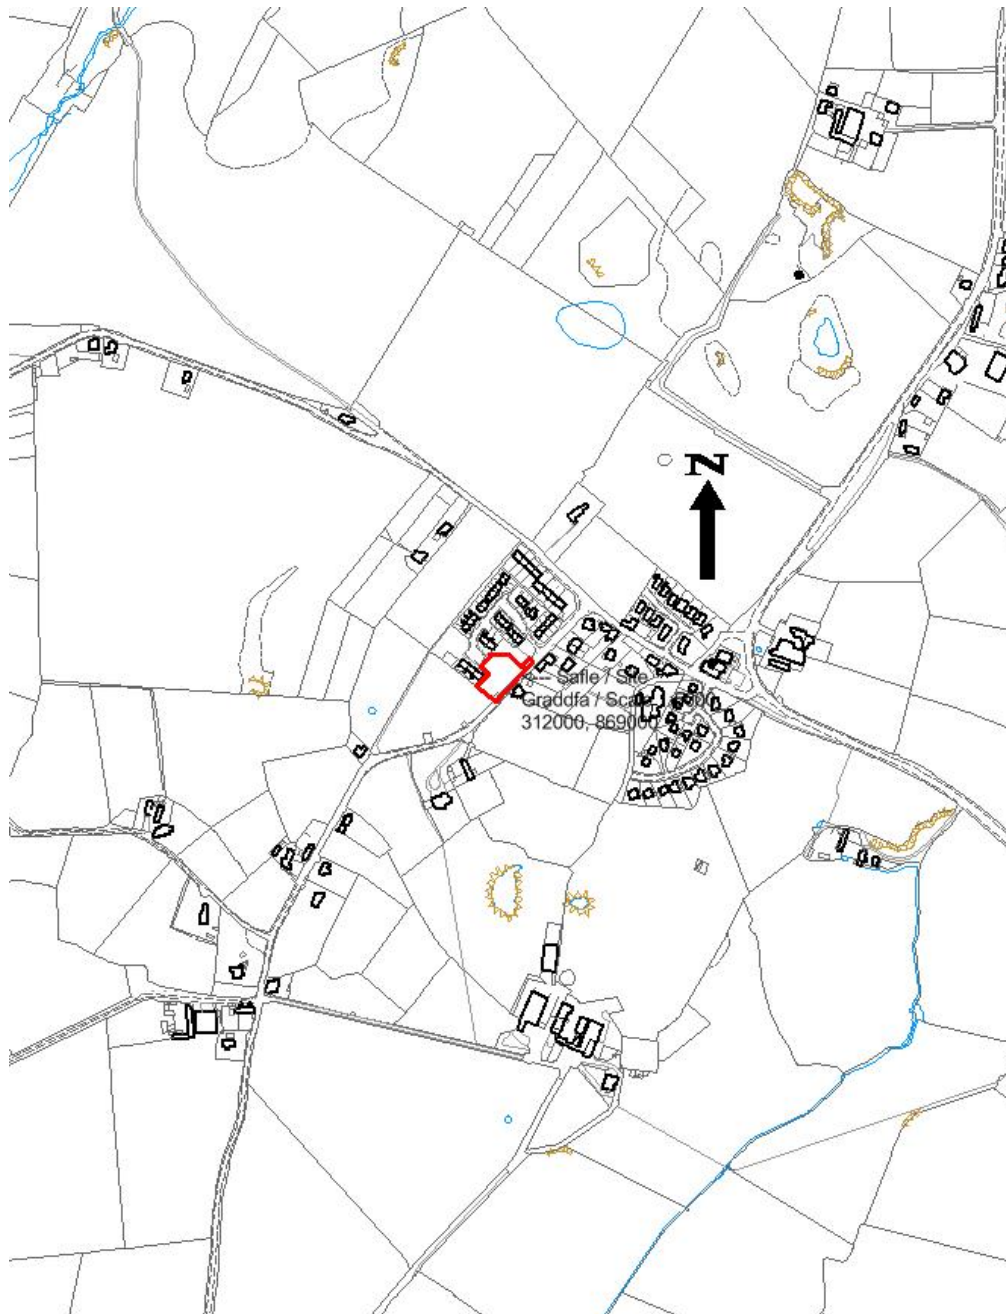 N
<--- Safle / Site
Graddfa / Scale
312000, 869000